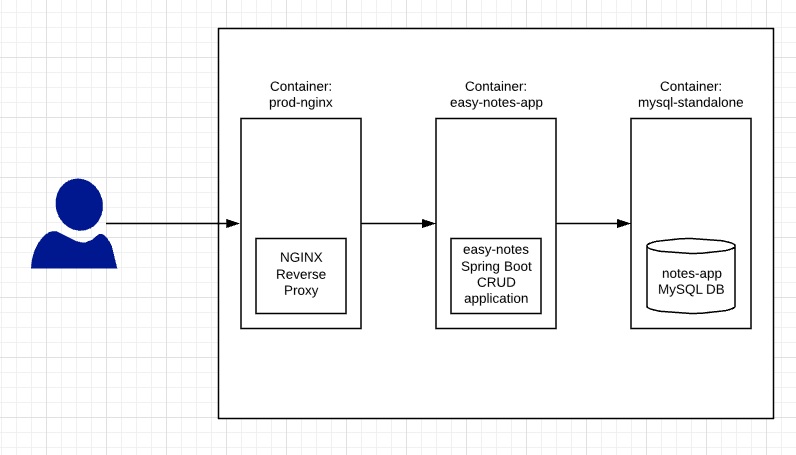 Container:
prod-nginx
Container:
easy-notes-app
Container:
mysql-standalone
NGINX
Reverse
Proxy
easy-notes
Spring Boot
CRUD
application
notes-app
MySQL DB